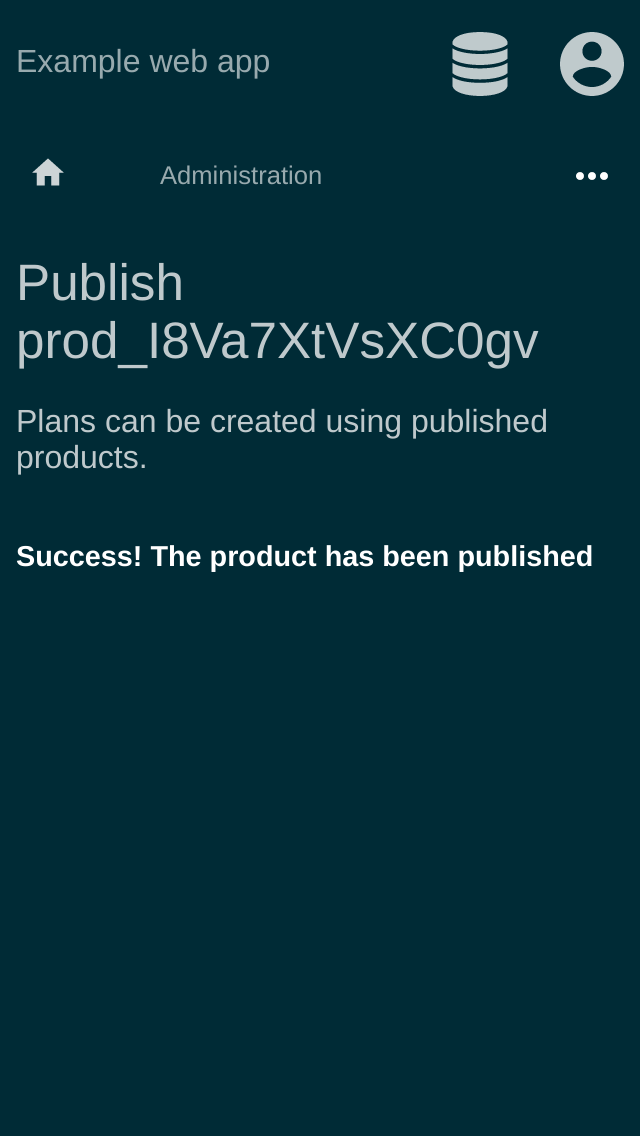 Example web app
Administration
Publish
prod_I8Va7XtVsXC0gv
Plans can be created using published
products.
Success! The product has been published